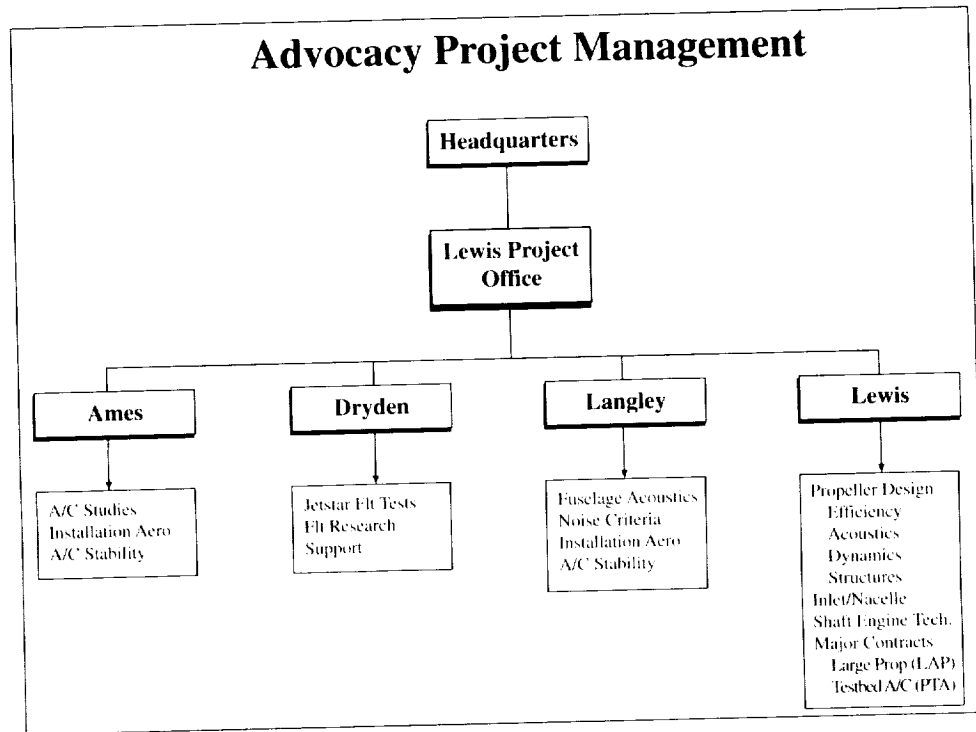 Advocacy Project Management
Headquarters
Lewis Project
Office
Ames
Dryden
Langley
Lewis
A/C Studies
Installation Aero
A/C Stability
Jetstar Flt Tests
Flt Research
Support
Fuselage Acoustics
Noise Criteria
Installation Aero
A/C Stability
Propeller Design
Efficiency
Acoustics
Dynamics
Structures
Inlet/Nacelle
Shaft Engine Tech.
Major Contracts
Large Prop (LAP)
Testbed A/C (PTA)